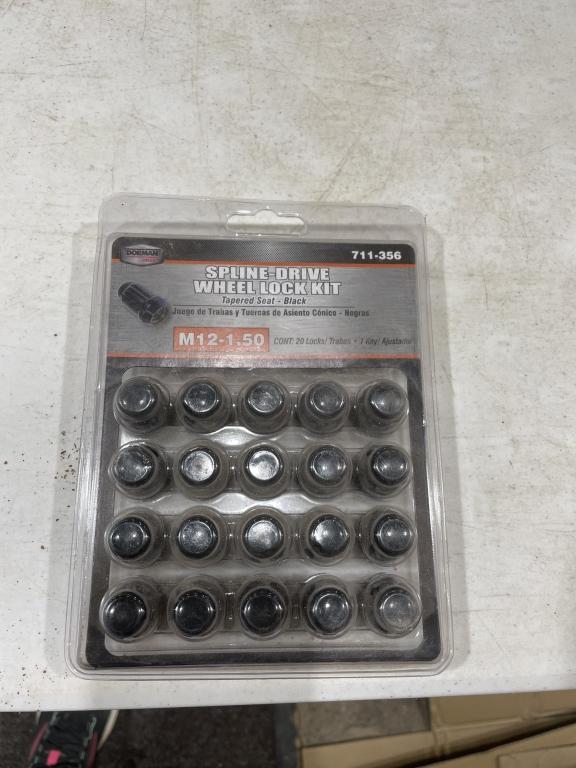 DORMAN
711-356
SPLINE-DRIVE
WHEEL LOCK KIT
Tapered Seat - Black
Juego de Trabas y Tuercas de Asiento Cónico - Negras
M12-1.50
CONT: 20 Locks/ Trabas • 1 Key/ Ajustador